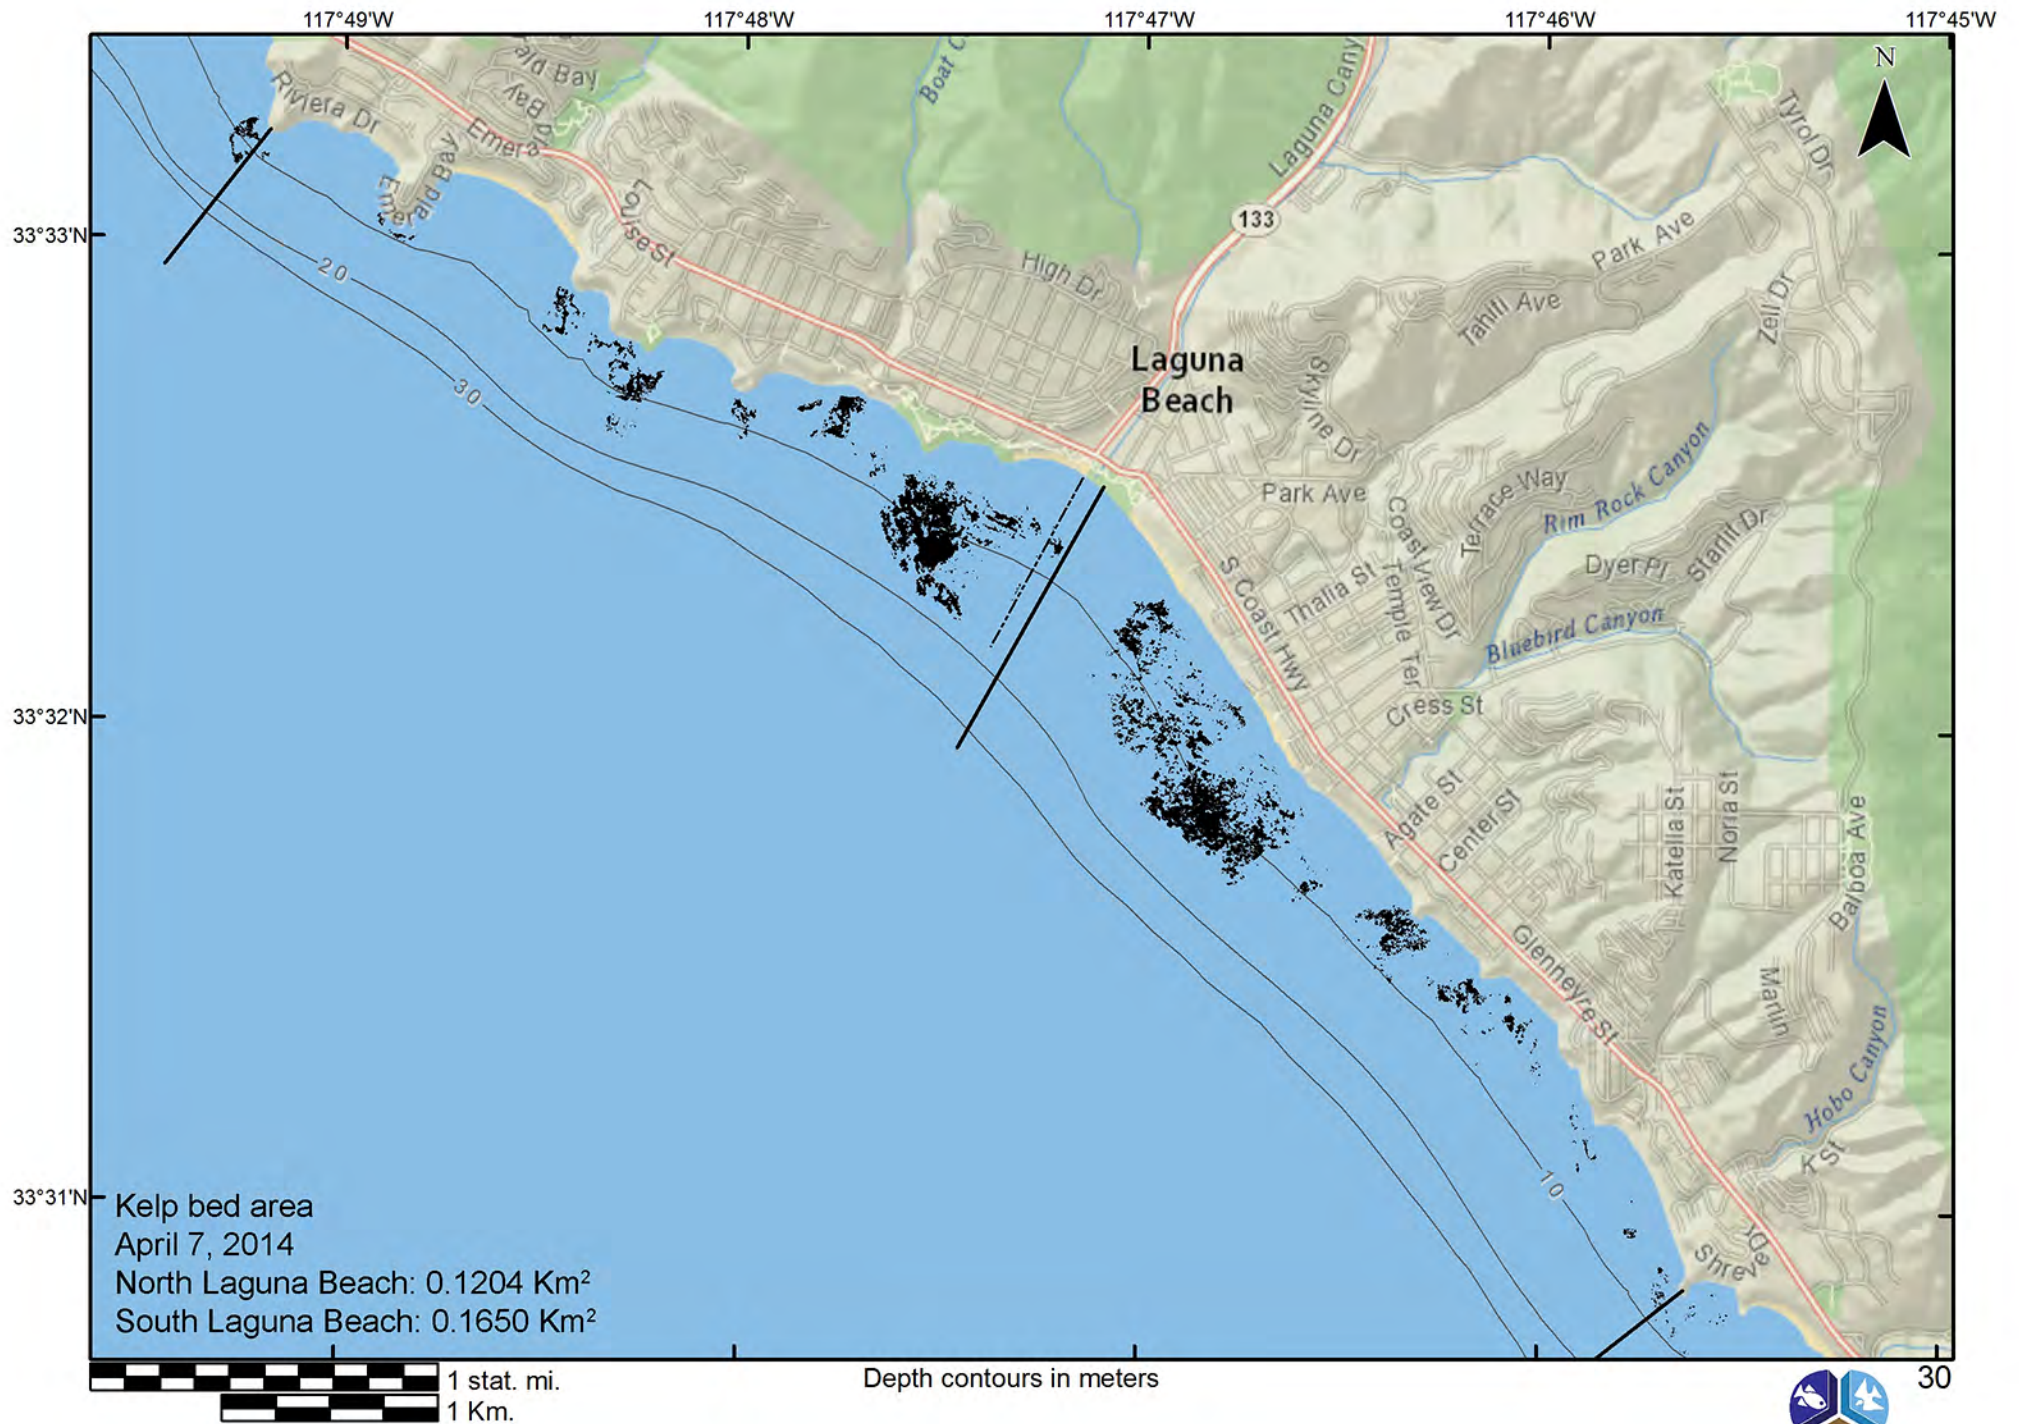 117°49'W
117°48'W
117°47'W
117°46'W
117°45'W
N
33°33'N
33°32'N
33°31'N
Riviera Dr
Emerald Bay
Louise St
Boat C
High Dr
Laguna Cany
133
Laguna
Beach
Park Ave
Tahiti Ave
Tyrol Dr
Zell Dr
Skyline Dr
Park Ave
Terrace Way
Rim Rock Canyon
Coast View Dr
Temple Ter
Thalia St
S Coast Hwy
Dyer Pl
Starlit Dr
Bluebird Canyon
Cress St
Agate St
Center St
Katella St
Noria St
Balboa Ave
Glenneyre St
Marlin
Hobo Canyon
K St
Shreve
Dr
20
30
10
Kelp bed area
April 7, 2014
North Laguna Beach: 0.1204 Km²
South Laguna Beach: 0.1650 Km²
1 stat. mi.
1 Km.
Depth contours in meters
30